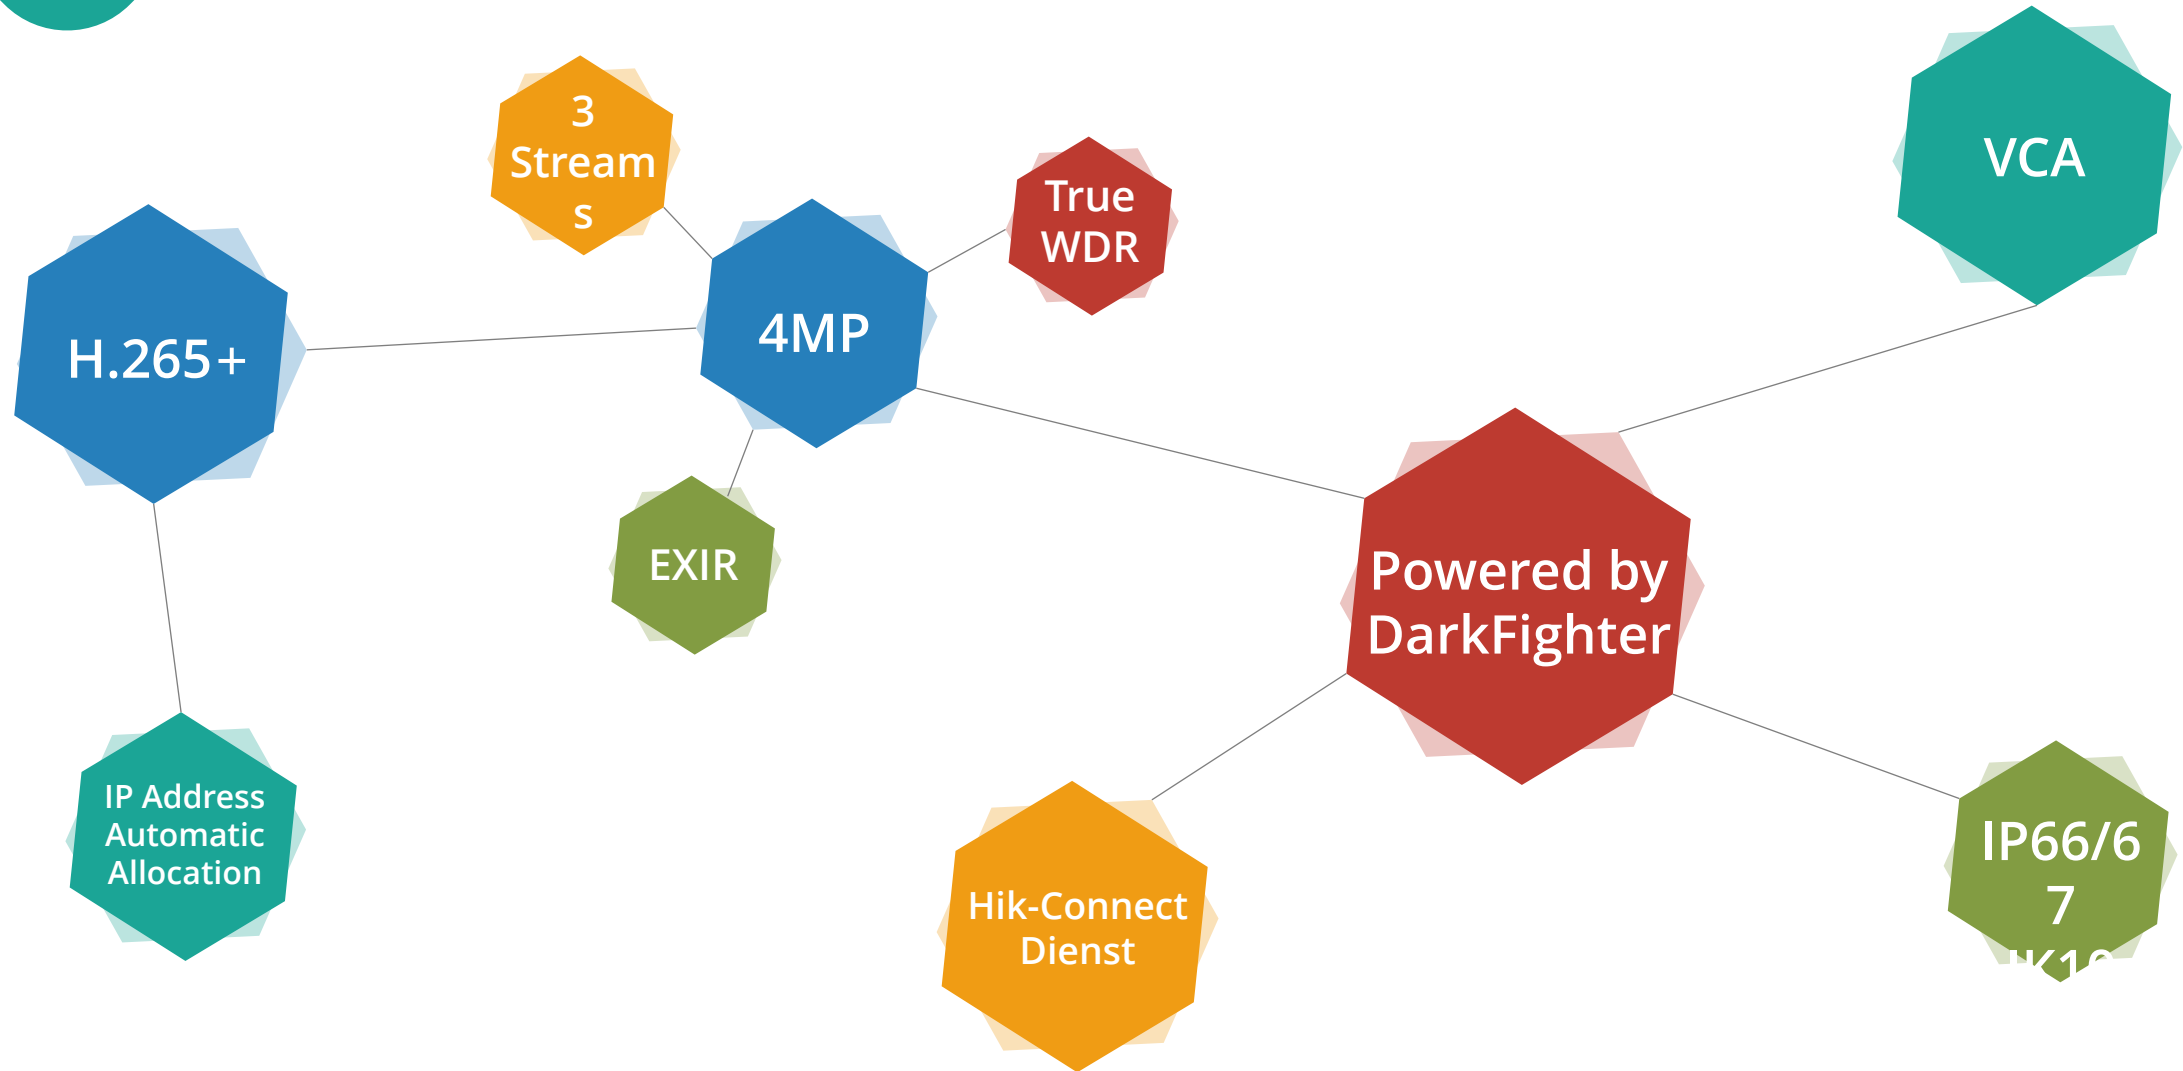 3
Stream
s
True
WDR
VCA
H.265+
4MP
EXIR
Powered by
DarkFighter
IP Address
Automatic
Allocation
Hik-Connect
Dienst
IP66/6
7